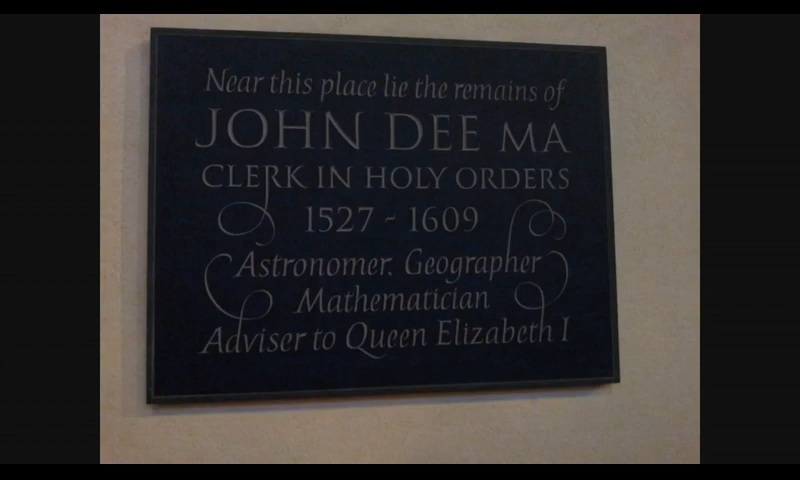 Near this place lie the remains of
JOHN DEE MA
CLERK IN HOLY ORDERS
1527 ~ 1609
Astronomer. Geographer
Mathematician
Adviser to Queen Elizabeth I